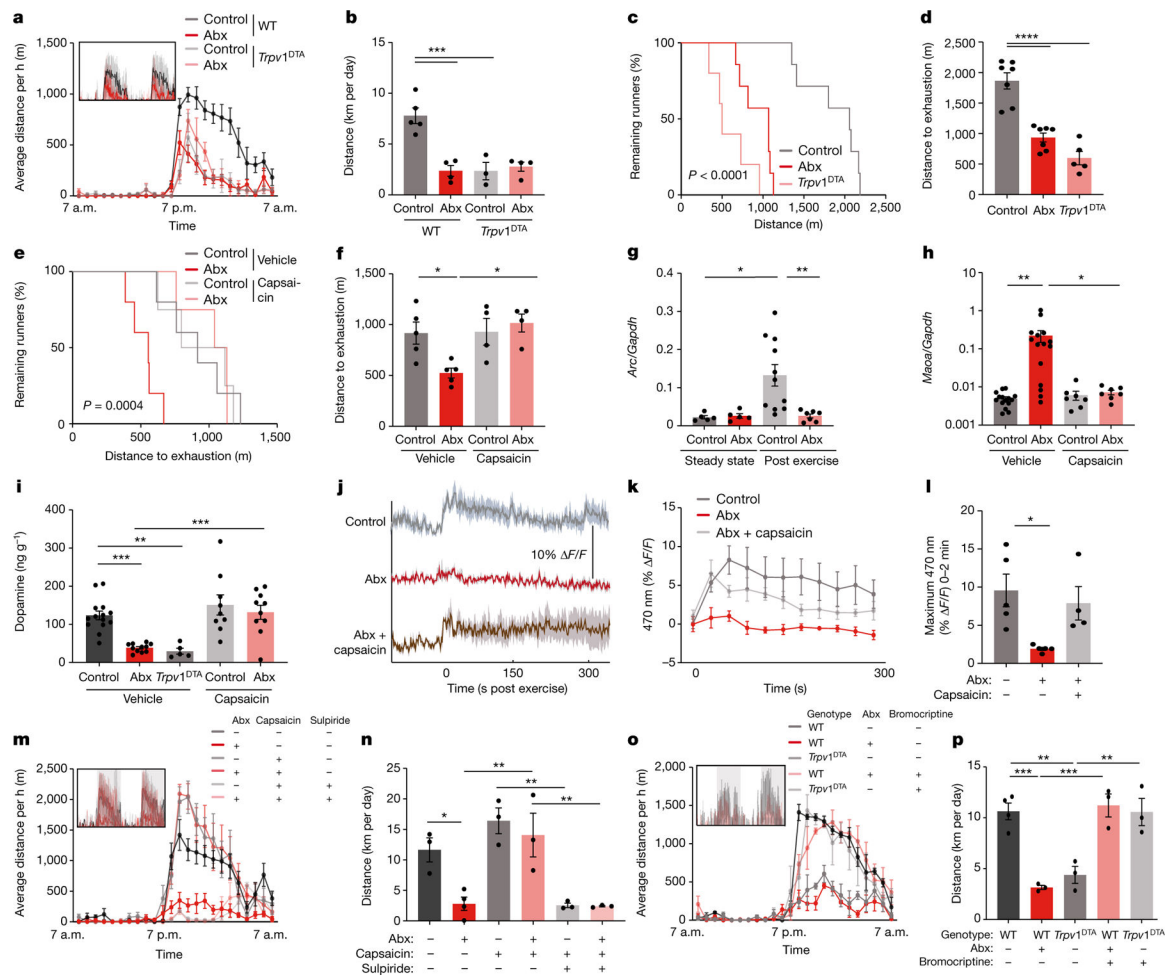 a
Control
Abx
WT
Control
Abx
Trpv1DTA
Average distance per h (m)
1,500
1,000
500
0
7 a.m.
7 p.m.
7 a.m.
Time
b
***
Distance (km per day)
15
10
5
0
Control
Abx
Control
Abx
WT
Trpv1DTA
c
Remaining runners (%)
100
50
0
Control
Abx
Trpv1DTA
P < 0.0001
0
500
1,000
1,500
2,000
2,500
Distance (m)
d
****
Distance to exhaustion (m)
2,500
2,000
1,500
1,000
500
0
Control
Abx
Trpv1DTA
e
Control
Abx
Vehicle
Control
Abx
Capsai-
cin
Remaining runners (%)
100
50
0
P = 0.0004
0
500
1,000
1,500
Distance to exhaustion (m)
f
*
*
Distance to exhaustion (m)
1,500
1,000
500
0
Control
Abx
Control
Abx
Vehicle
Capsaicin
g
*
**
Arc/Gapdh
0.4
0.3
0.2
0.1
0
Control
Abx
Control
Abx
Steady state
Post exercise
h
**
*
Maoa/Gapdh
1
0.1
0.01
0.001
Control
Abx
Control
Abx
Vehicle
Capsaicin
i
***
**
***
Dopamine (ng g−1)
400
300
200
100
0
Control
Abx
Trpv1DTA
Control
Abx
Vehicle
Capsaicin
j
Control
Abx
Abx +
capsaicin
10% ΔF/F
0
150
300
Time (s post exercise)
k
Control
Abx
Abx + capsaicin
470 nm (% ΔF/F)
15
10
5
0
−5
0
300
Time (s)
l
*
Maximum 470 nm
(% ΔF/F) 0–2 min
15
10
5
0
Abx: − + +
Capsaicin: − − +
m
Abx Capsaicin Sulpiride
− − −
+ − −
− + −
+ + −
− + +
+ + +
Average distance per h (m)
2,500
2,000
1,500
1,000
500
0
7 a.m.
7 p.m.
7 a.m.
Time
n
*
**
**
**
Distance (km per day)
25
20
15
10
5
0
Abx: − + − + − +
Capsaicin: − − + + + +
Sulpiride: − − − − + +
o
Genotype Abx Bromocriptine
WT − −
WT + −
Trpv1DTA − −
WT + +
Trpv1DTA − +
Average distance per h (m)
2,000
1,500
1,000
500
0
7 a.m.
7 p.m.
7 a.m.
Time
p
**
**
***
***
Distance (km per day)
15
10
5
0
Genotype: WT WT Trpv1DTA WT Trpv1DTA
Abx: − + − + −
Bromocriptine: − − − + +